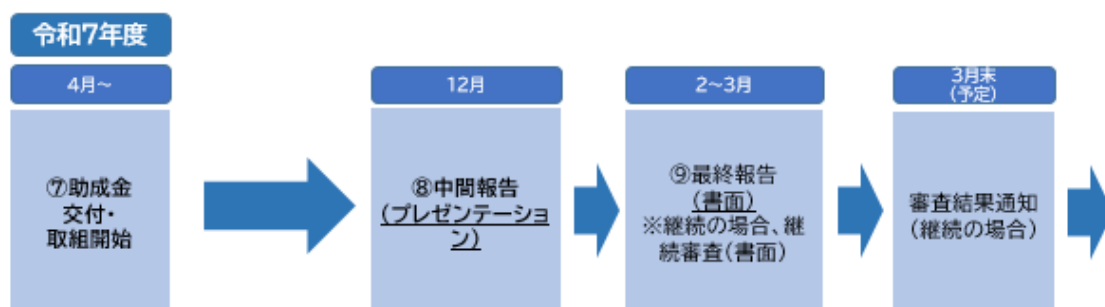 令和7年度
4月～
⑦助成金
交付・
取組開始
12月
⑧中間報告
(プレゼンテーショ
ン)
2～3月
⑨最終報告
(書面)
※継続の場合、継
続審査(書面)
3月末
(予定)
審査結果通知
(継続の場合)